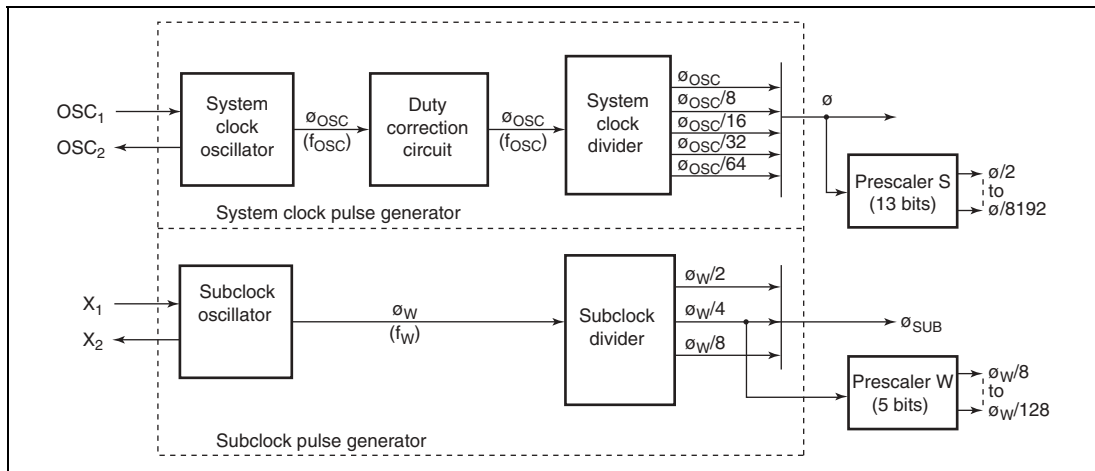 OSC1
OSC2
System
clock
oscillator
øOSC
(fOSC)
Duty
correction
circuit
øOSC
(fOSC)
System
clock
divider
øOSC
øOSC/8
øOSC/16
øOSC/32
øOSC/64
ø
Prescaler S
(13 bits)
ø/2
to
ø/8192
System clock pulse generator
X1
X2
Subclock
oscillator
øW
(fW)
Subclock
divider
øW/2
øW/4
øW/8
øSUB
Prescaler W
(5 bits)
øW/8
to
øW/128
Subclock pulse generator